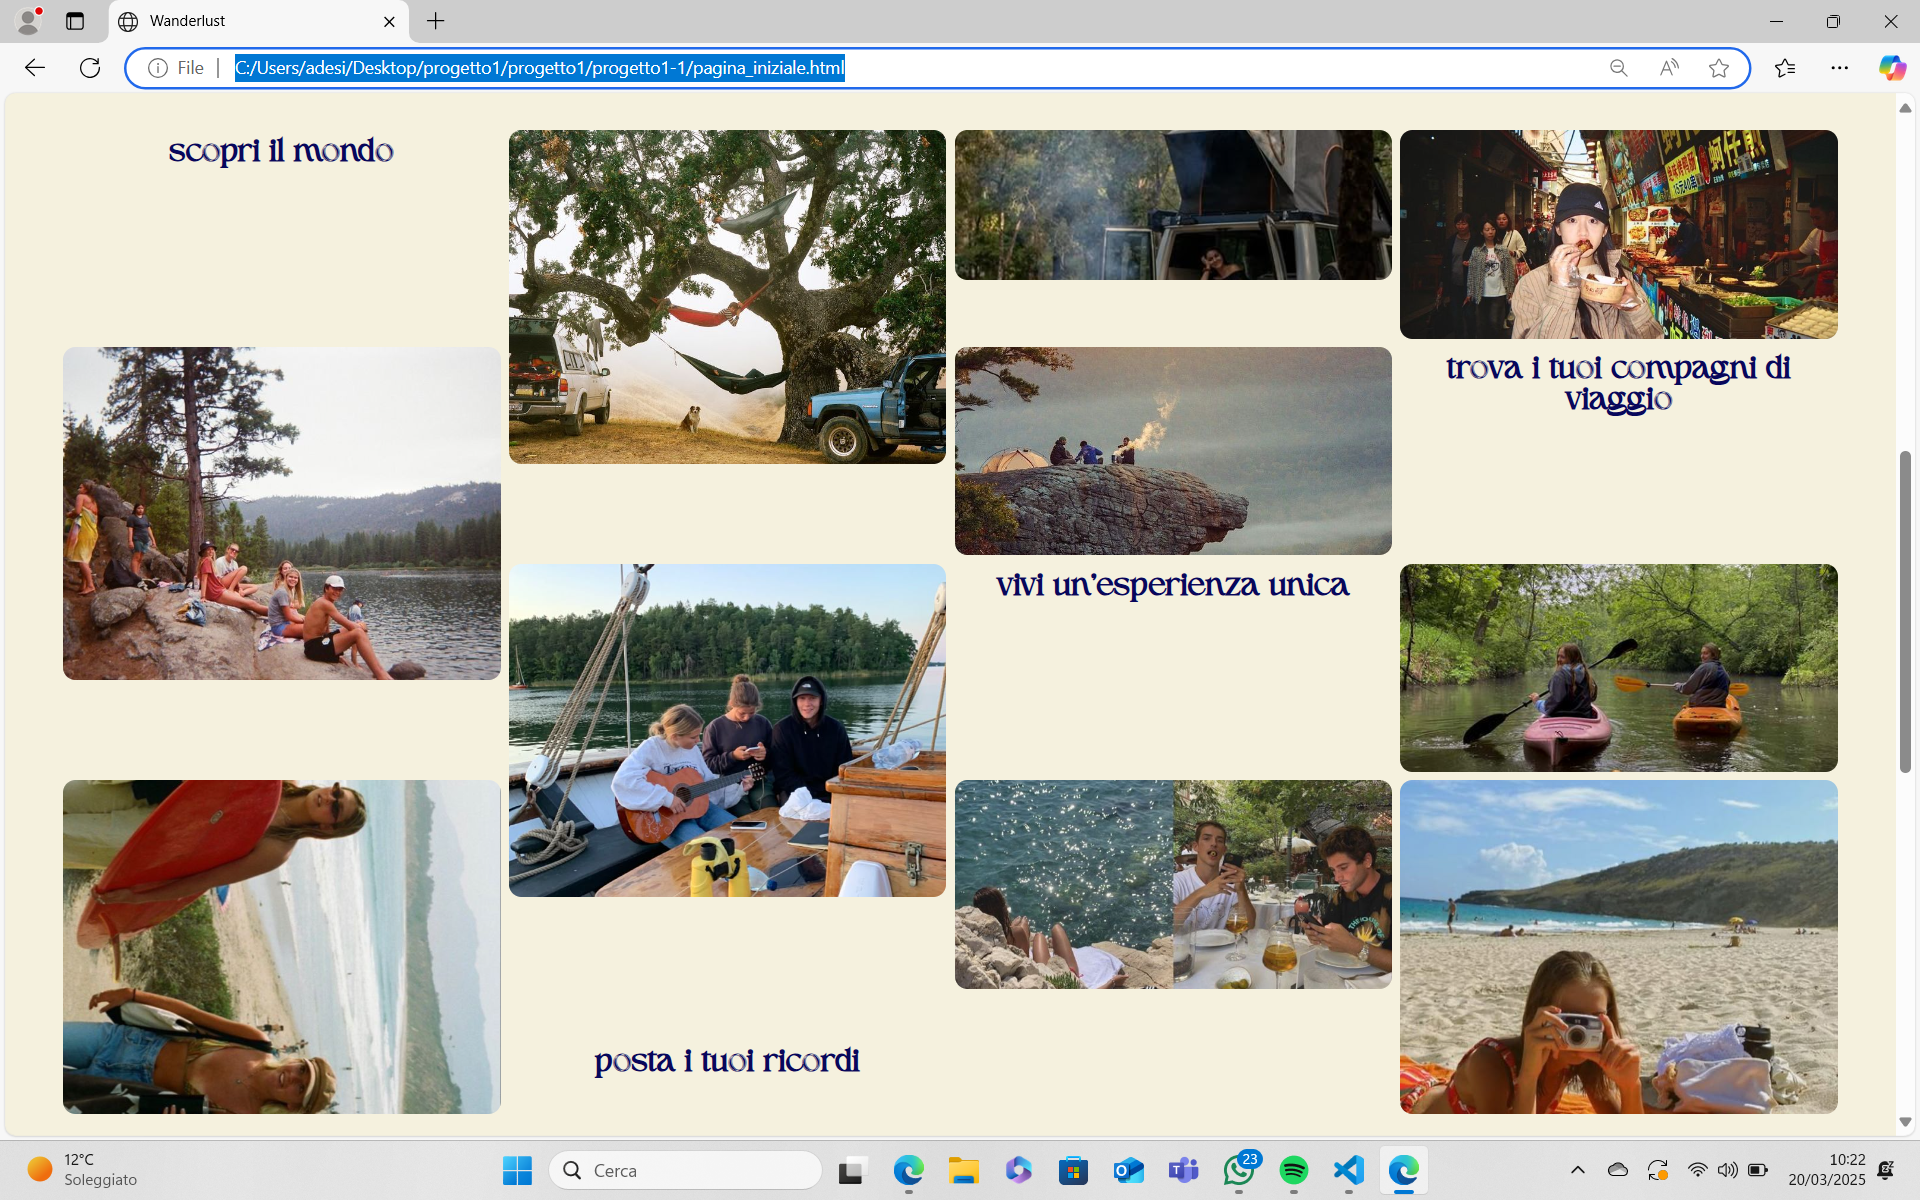 Wanderlust
File
C:/Users/adesi/Desktop/progetto1/progetto1/progetto1-1/pagina_iniziale.html
scopri il mondo
trova i tuoi compagni di
viaggio
vivi un'esperienza unica
posta i tuoi ricordi
12°C
Soleggiato
Cerca
23
10:22
20/03/2025